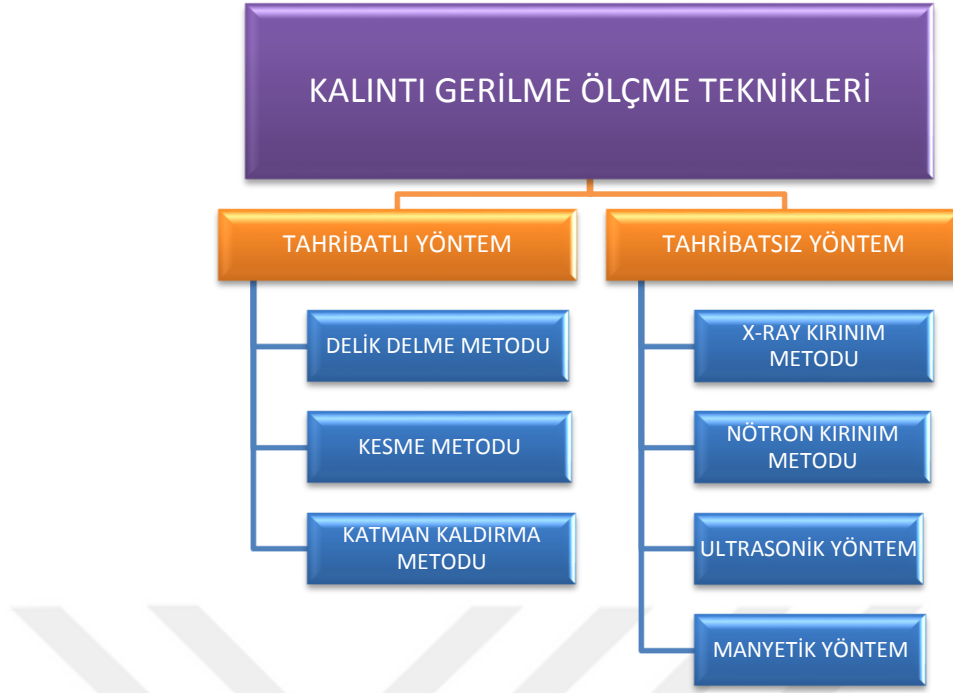 KALINTI GERİLME ÖLÇME TEKNİKLERİ
TAHRİBATLI YÖNTEM
DELİK DELME METODU
KESME METODU
KATMAN KALDIRMA
METODU
TAHRİBATSIZ YÖNTEM
X-RAY KIRINIM
METODU
NÖTRON KIRINIM
METODU
ULTRASONİK YÖNTEM
MANYETİK YÖNTEM